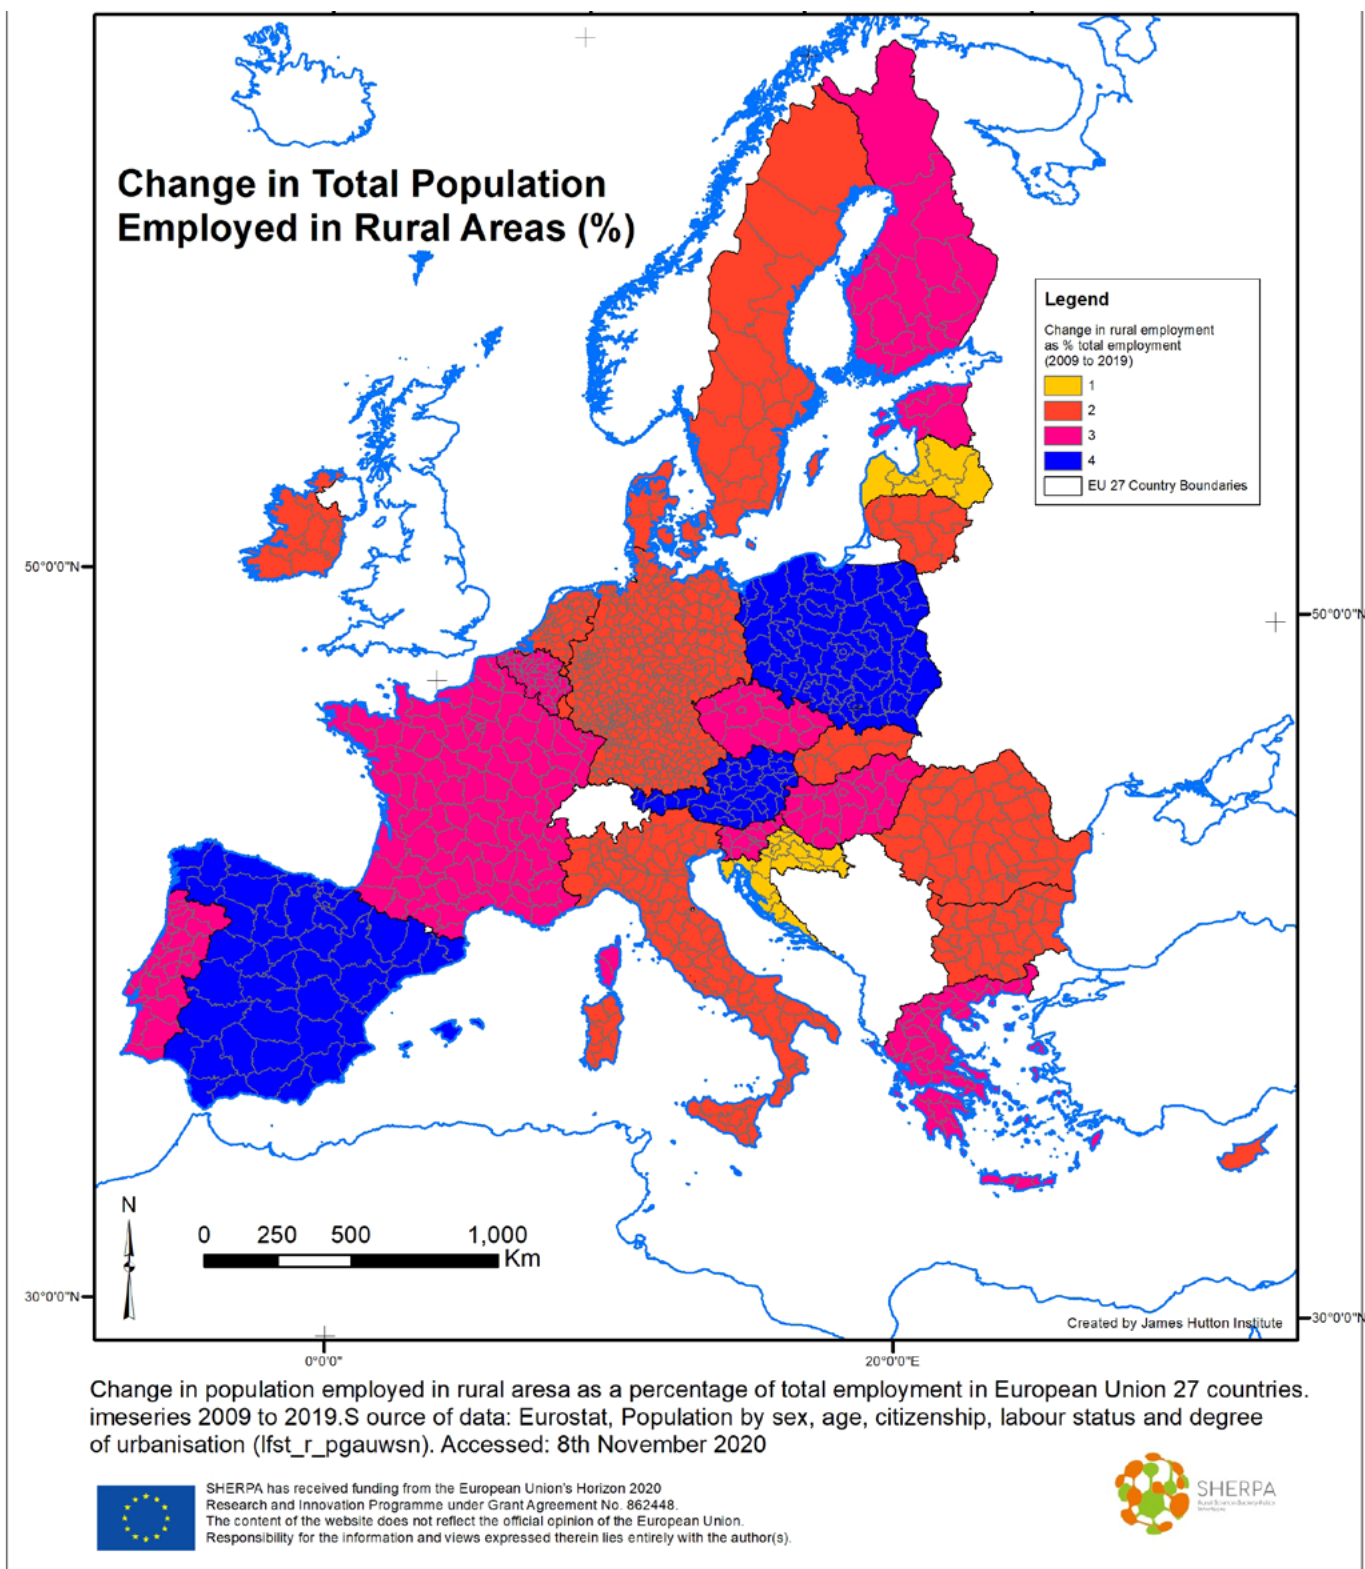 Change in Total Population
Employed in Rural Areas (%)
Legend
Change in rural employment
as % total employment
(2009 to 2019)
1
2
3
4
EU 27 Country Boundaries
50°0'0"N
50°0'0"N
N
0 250 500 1,000
Km
30°0'0"N
30°0'0"N
Created by James Hutton Institute
0°0'0"
20°0'0"E
Change in population employed in rural aresa as a percentage of total employment in European Union 27 countries.
imeseries 2009 to 2019.S ource of data: Eurostat, Population by sex, age, citizenship, labour status and degree
of urbanisation (lfst_r_pgauwsn). Accessed: 8th November 2020
SHERPA has received funding from the European Union's Horizon 2020
Research and Innovation Programme under Grant Agreement No. 862448.
The content of the website does not reflect the official opinion of the European Union.
Responsibility for the information and views expressed therein lies entirely with the author(s).
SHERPA